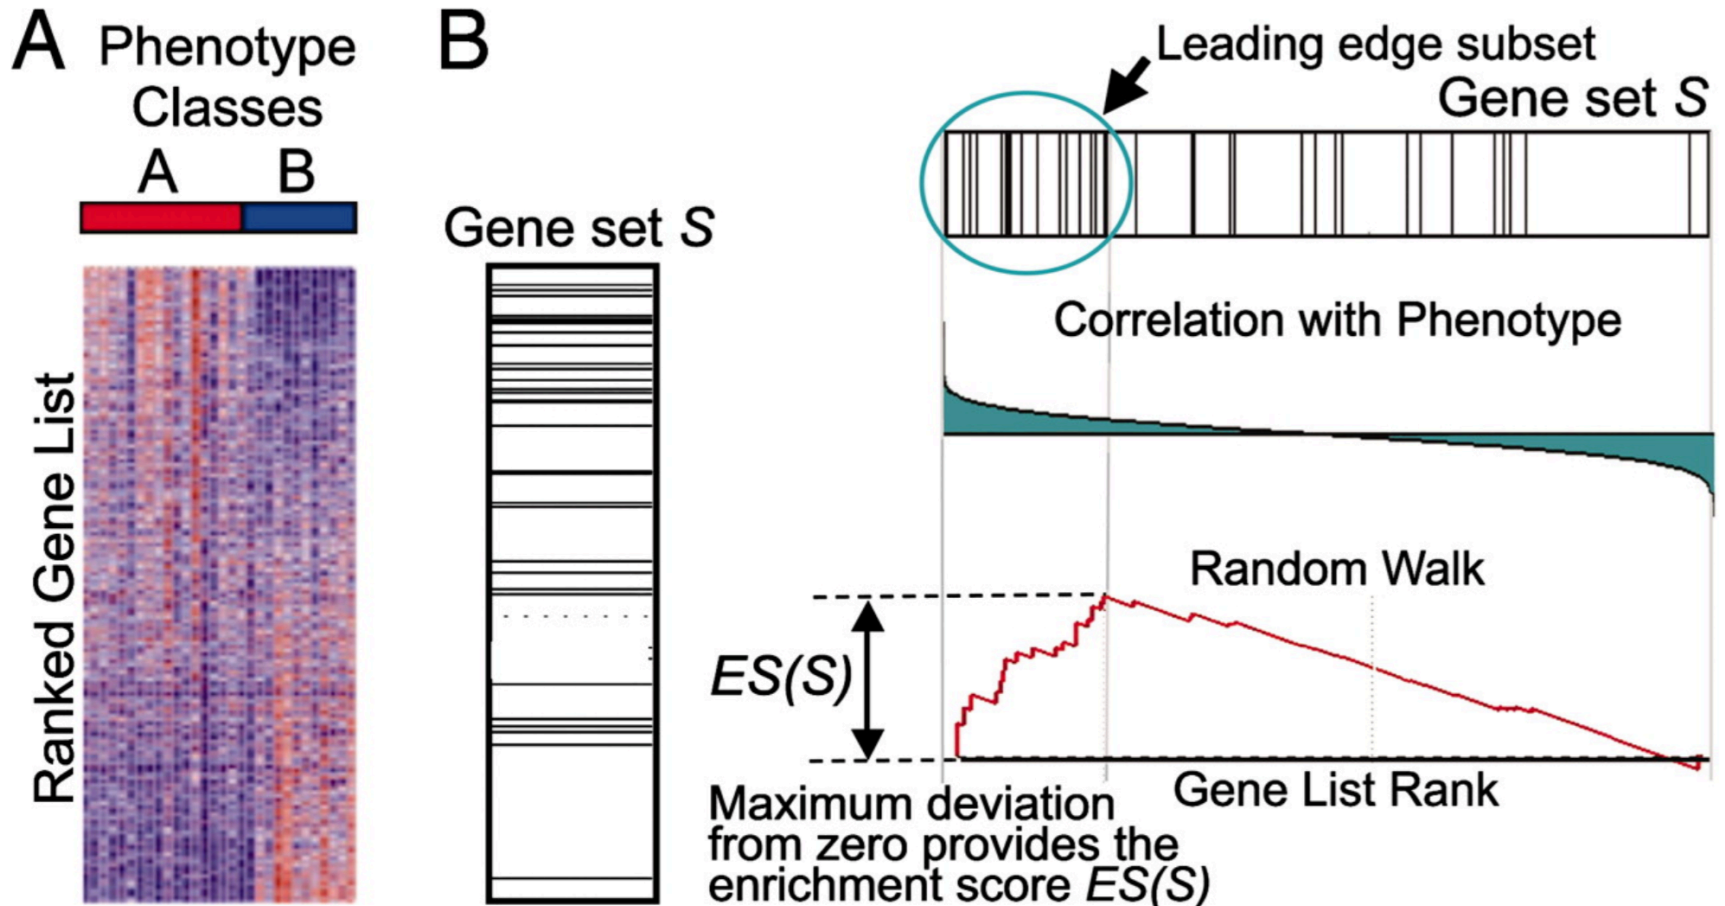 A
Phenotype
Classes
A
B
Ranked Gene List
B
Gene set S
Leading edge subset
Gene set S
Correlation with Phenotype
Random Walk
ES(S)
Gene List Rank
Maximum deviation
from zero provides the
enrichment score ES(S)